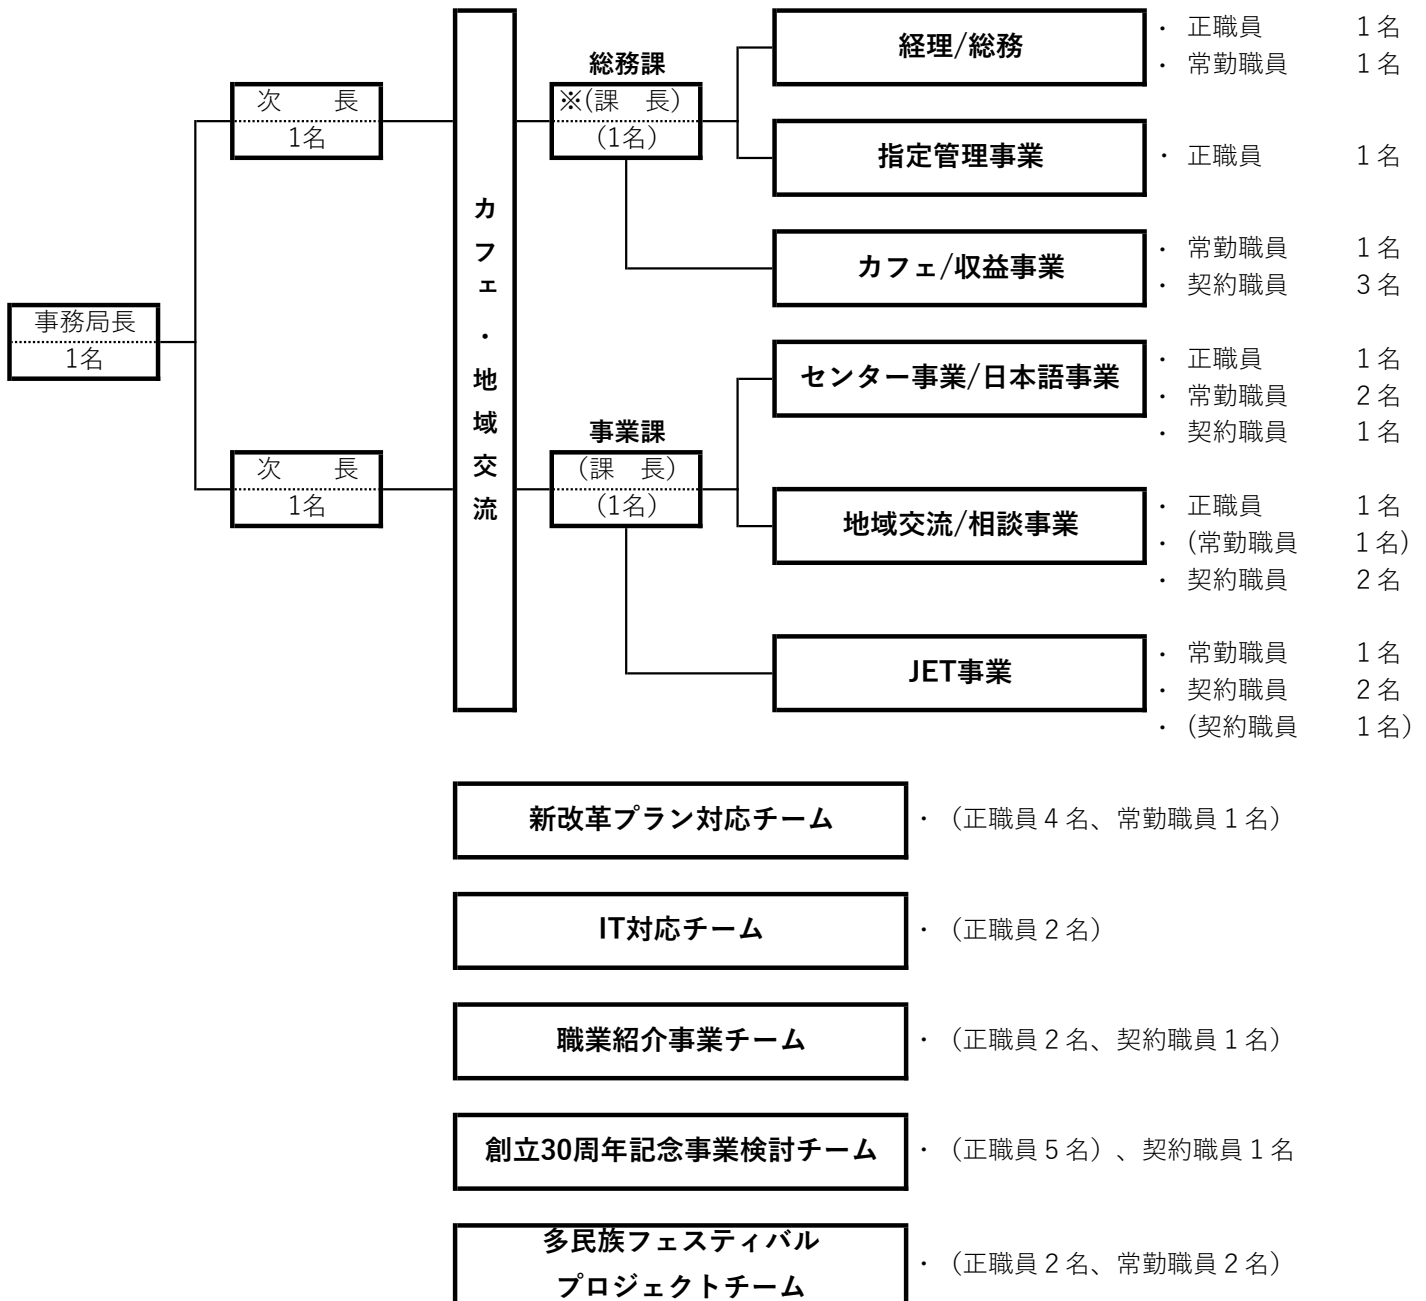 事務局長
1名
次　　長
1名
次　　長
1名
カフェ・地域交流
総務課
※(課　長)
(1名)
経理/総務
・ 正職員　　1名
・ 常勤職員　　1名
指定管理事業
・ 正職員　　1名
カフェ/収益事業
・ 常勤職員　　1名
・ 契約職員　　3名
事業課
(課　長)
(1名)
センター事業/日本語事業
・ 正職員　　1名
・ 常勤職員　　2名
・ 契約職員　　1名
地域交流/相談事業
・ 正職員　　1名
・ (常勤職員　　1名)
・ 契約職員　　2名
JET事業
・ 常勤職員　　1名
・ 契約職員　　2名
・ (契約職員　　1名)
新改革プラン対応チーム
・ （正職員４名、常勤職員１名）
IT対応チーム
・ （正職員２名）
職業紹介事業チーム
・ （正職員２名、契約職員１名）
創立30周年記念事業検討チーム
・ （正職員５名）、契約職員１名
多民族フェスティバル
プロジェクトチーム
・ （正職員２名、常勤職員２名）